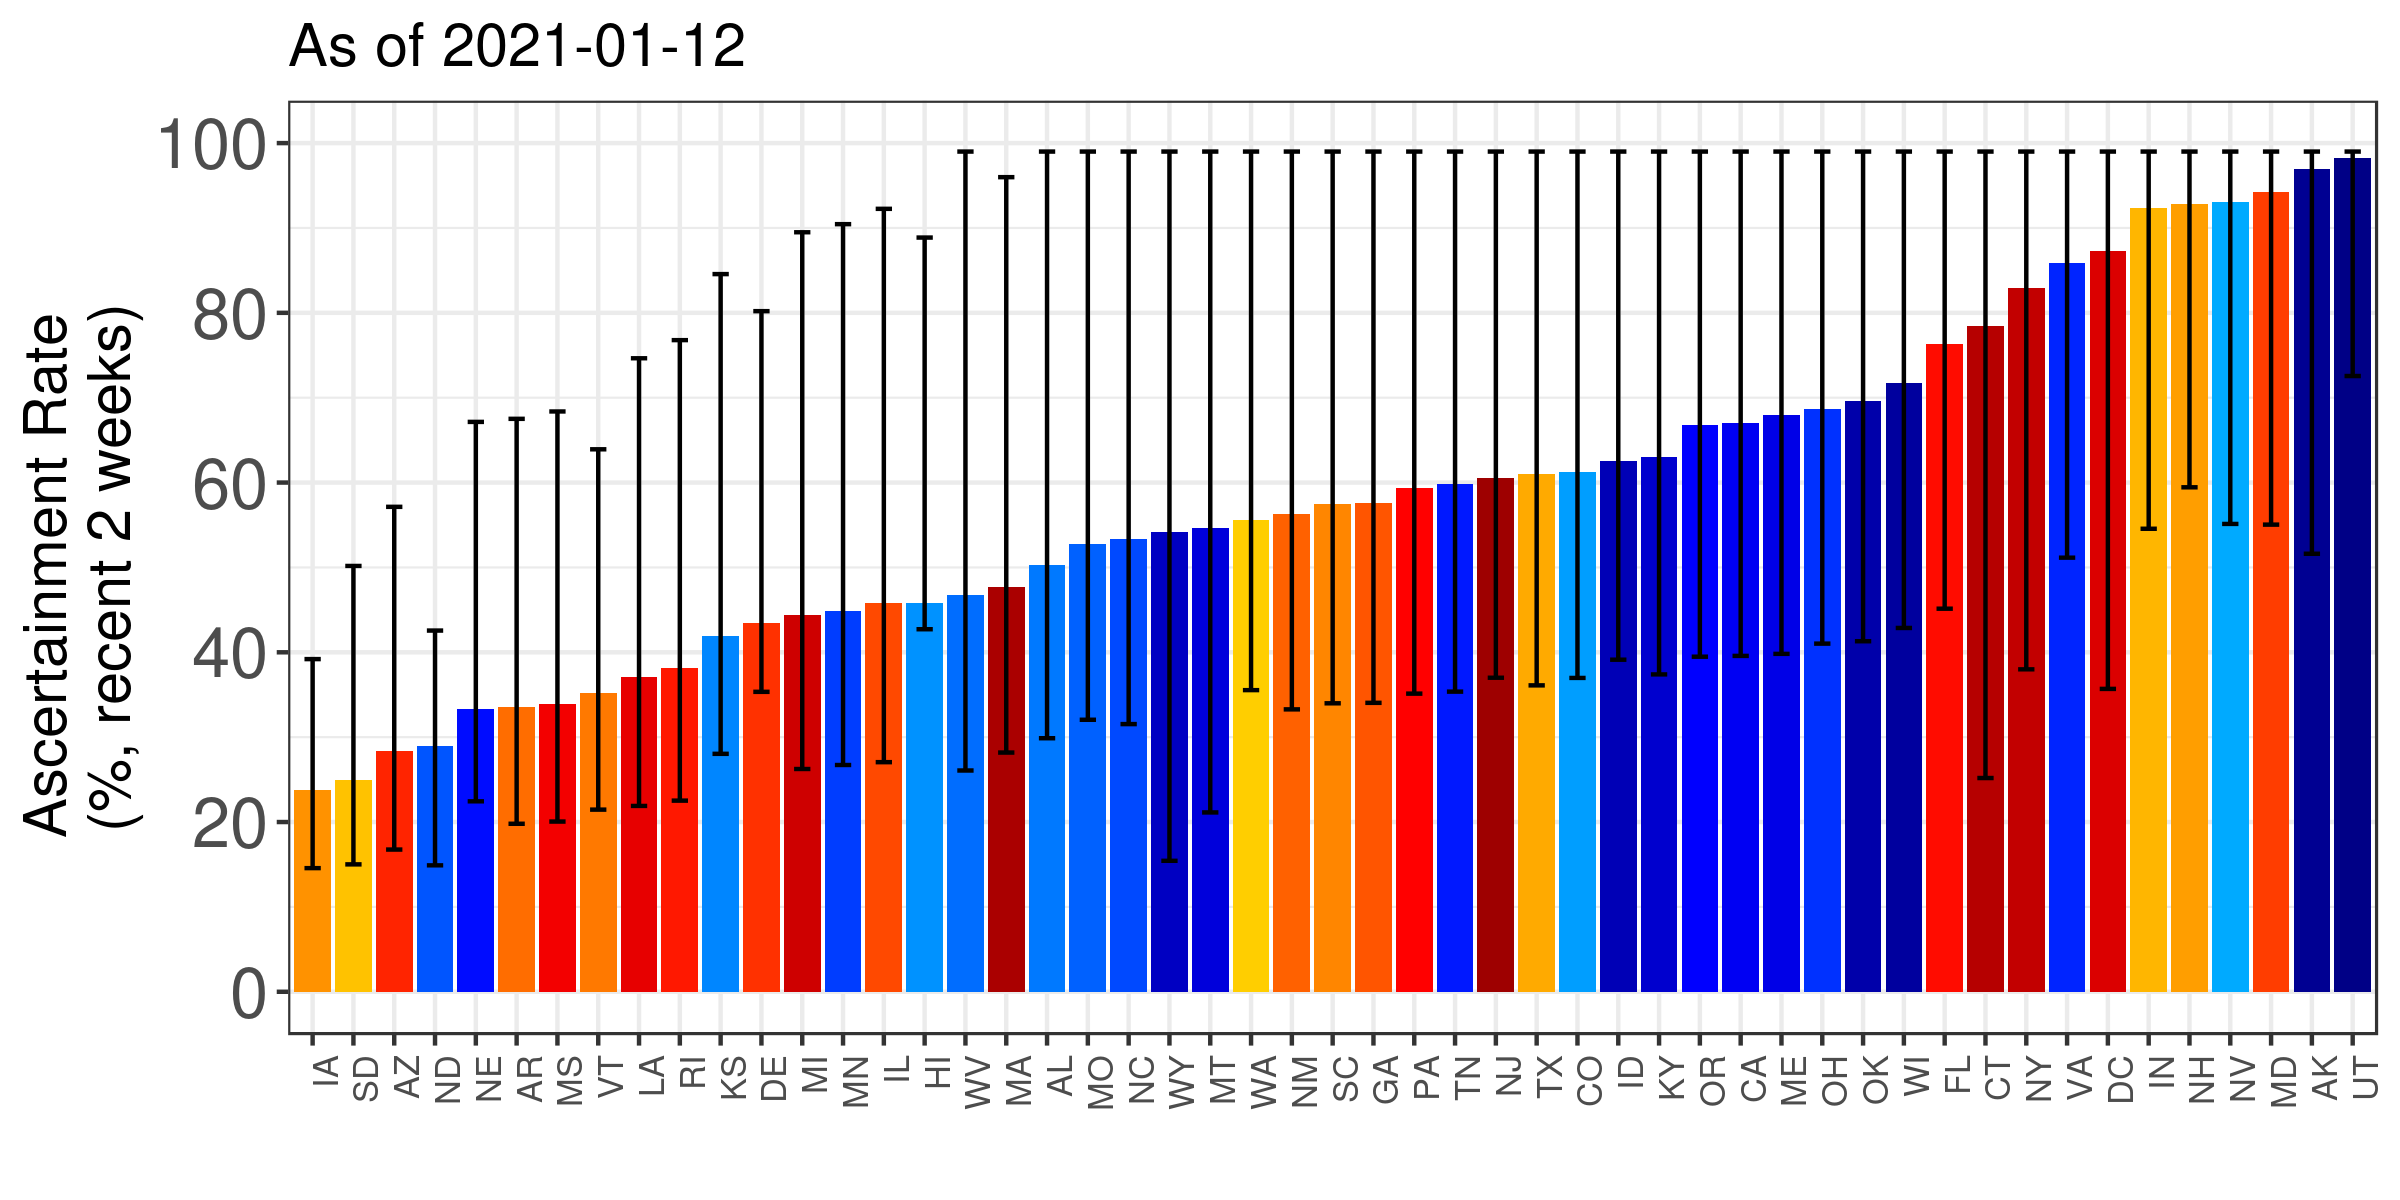 As of 2021-01-12
Ascertainment Rate
(%, recent 2 weeks)
100
80
60
40
20
0
IA SD AZ ND NE AR MS VT LA RI KS DE MI MN IL HI WV MA AL MO NC WY MT WA NM SC GA PA TN NJ TX CO ID KY OR CA ME OH OK WI FL CT NY VA DC IN NH NV MD AK UT